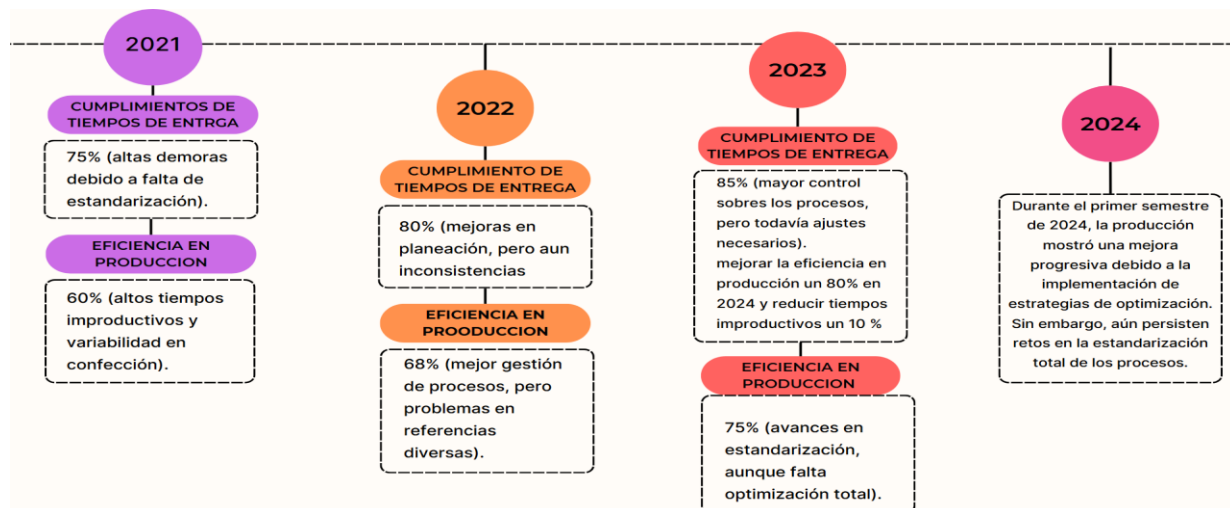 2021
CUMPLIMIENTOS DE
TIEMPOS DE ENTRGA
75% (altas demoras
debido a falta de
estandarización).
EFICIENCIA EN
PRODUCCION
60% (altos tiempos
improductivos y
variabilidad en
confección).
2022
CUMPLIMIENTO DE
TIEMPOS DE ENTREGA
80% (mejoras en
planeación, pero aun
inconsistencias
EFICIENCIA EN
PROODUCCION
68% (mejor gestión
de procesos, pero
problemas en
referencias
diversas).
2023
CUMPLIMIENTO DE
TIEMPOS DE ENTREGA
85% (mayor control
sobre los procesos,
pero todavía ajustes
necesarios).
mejorar la eficiencia en
producción un 80% en
2024 y reducir tiempos
improductivos un 10 %
EFICIENCIA EN
PRODUCCION
75% (avances en
estandarización,
aunque falta
optimización total).
2024
Durante el primer semestre
de 2024, la producción
mostró una mejora
progresiva debido a la
implementación de
estrategias de optimización.
Sin embargo, aún persisten
retos en la estandarización
total de los procesos.